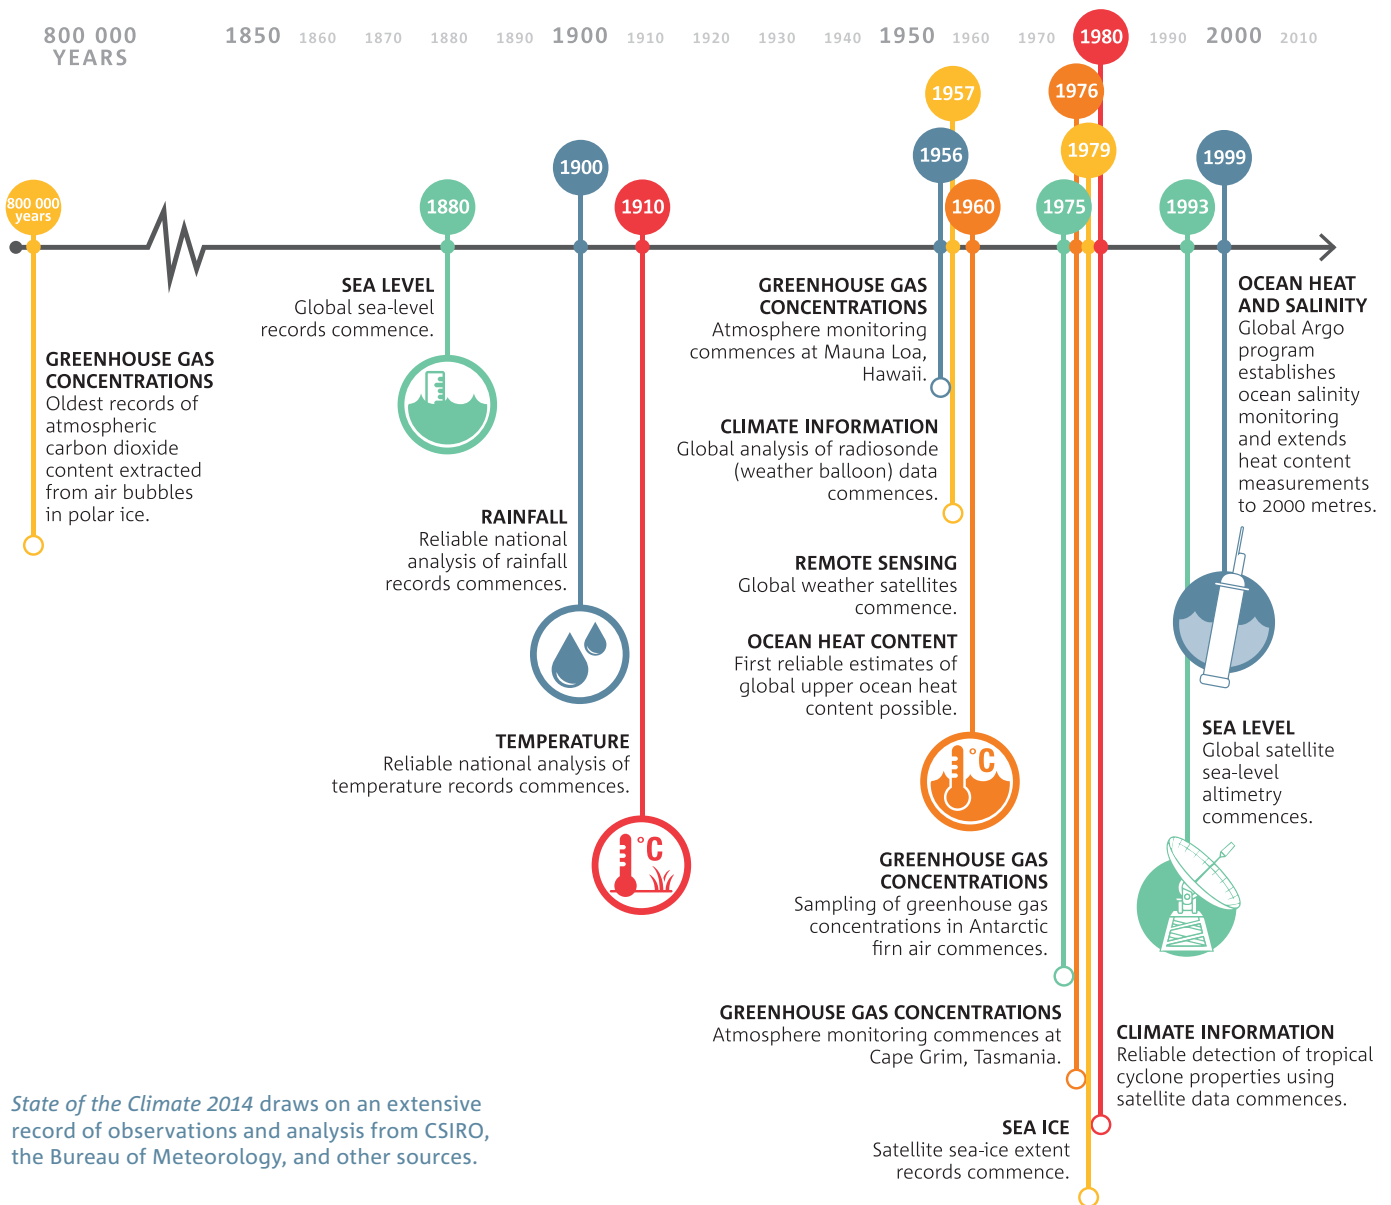 800 000
YEARS
1850 1860 1870 1880 1890 1900 1910 1920 1930 1940 1950 1960 1970 1980 1990 2000 2010
1957
1976
1956
1979
1999
1900
800 000
years
1880
1910
1960
1975
1993
GREENHOUSE GAS
CONCENTRATIONS
Oldest records of
atmospheric
carbon dioxide
content extracted
from air bubbles
in polar ice.
SEA LEVEL
Global sea-level
records commence.
RAINFALL
Reliable national
analysis of rainfall
records commences.
TEMPERATURE
Reliable national analysis of
temperature records commences.
°C
GREENHOUSE GAS
CONCENTRATIONS
Atmosphere monitoring
commences at Mauna Loa,
Hawaii.
CLIMATE INFORMATION
Global analysis of radiosonde
(weather balloon) data
commences.
REMOTE SENSING
Global weather satellites
commence.
OCEAN HEAT CONTENT
First reliable estimates of
global upper ocean heat
content possible.
°C
GREENHOUSE GAS
CONCENTRATIONS
Sampling of greenhouse gas
concentrations in Antarctic
firn air commences.
GREENHOUSE GAS CONCENTRATIONS
Atmosphere monitoring commences at
Cape Grim, Tasmania.
SEA ICE
Satellite sea-ice extent
records commence.
CLIMATE INFORMATION
Reliable detection of tropical
cyclone properties using
satellite data commences.
SEA LEVEL
Global satellite
sea-level
altimetry
commences.
OCEAN HEAT
AND SALINITY
Global Argo
program
establishes
ocean salinity
monitoring
and extends
heat content
measurements
to 2000 metres.
State of the Climate 2014 draws on an extensive
record of observations and analysis from CSIRO,
the Bureau of Meteorology, and other sources.